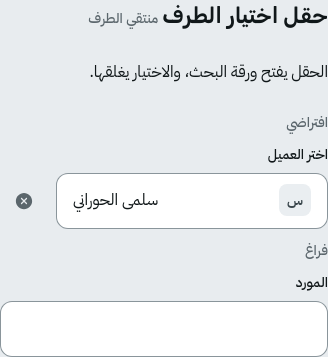 حقل اختيار الطرف منتقي الطرف
الحقل يفتح ورقة البحث، والاختيار يغلقها.
افتراضي
اختر العميل
س سلمى الحوراني
فراغ
المورد